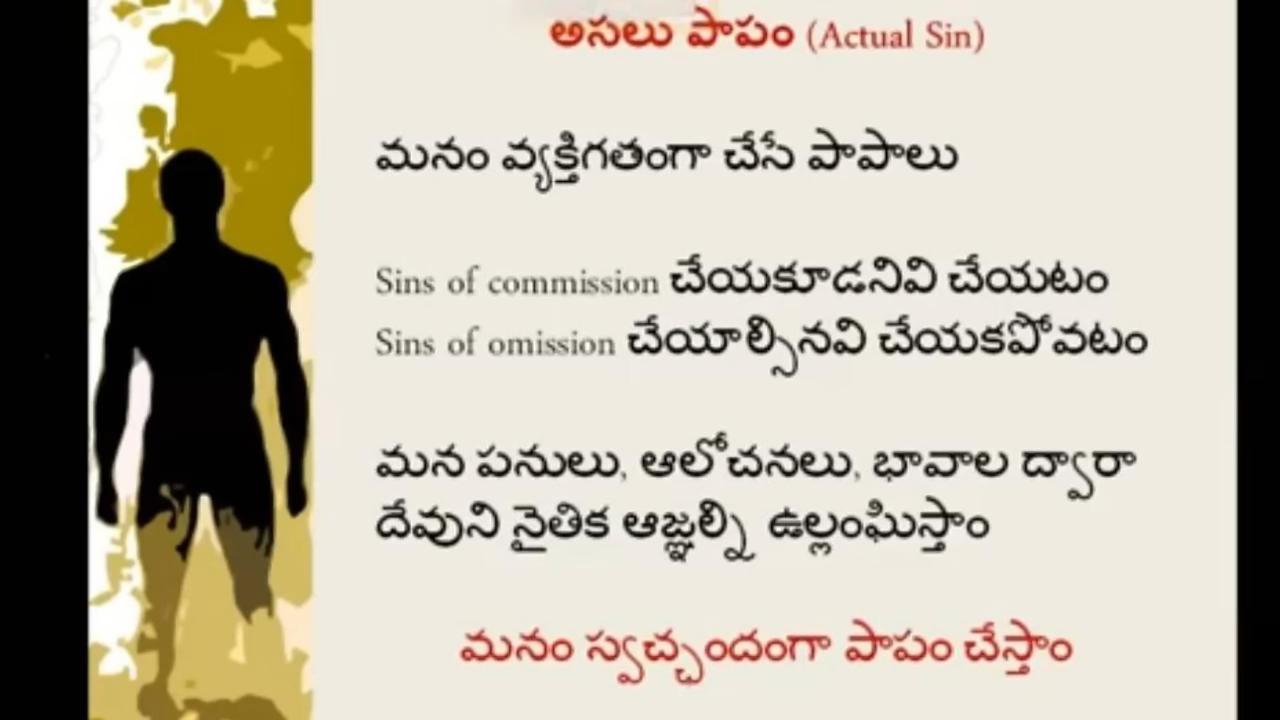 అసలు పాపం (Actual Sin)
మనం వ్యక్తిగతంగా చేసే పాపాలు
Sins of commission చేయకూడనివి చేయటం
Sins of omission చేయాల్సినవి చేయకపోవటం
మన పనులు, ఆలోచనలు, భావాల ద్వారా
దేవుని నైతిక ఆజ్ఞల్ని ఉల్లంఘిస్తాం
మనం స్వచ్ఛందంగా పాపం చేస్తాం